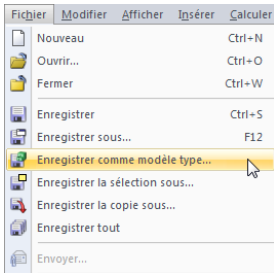 Fichier Modifier Afficher Insérer Calculer
Nouveau Ctrl+N
Ouvrir... Ctrl+O
Fermer Ctrl+W
Enregistrer Ctrl+S
Enregistrer sous... F12
Enregistrer comme modèle type...
Enregistrer la sélection sous...
Enregistrer la copie sous...
Enregistrer tout
Envoyer...